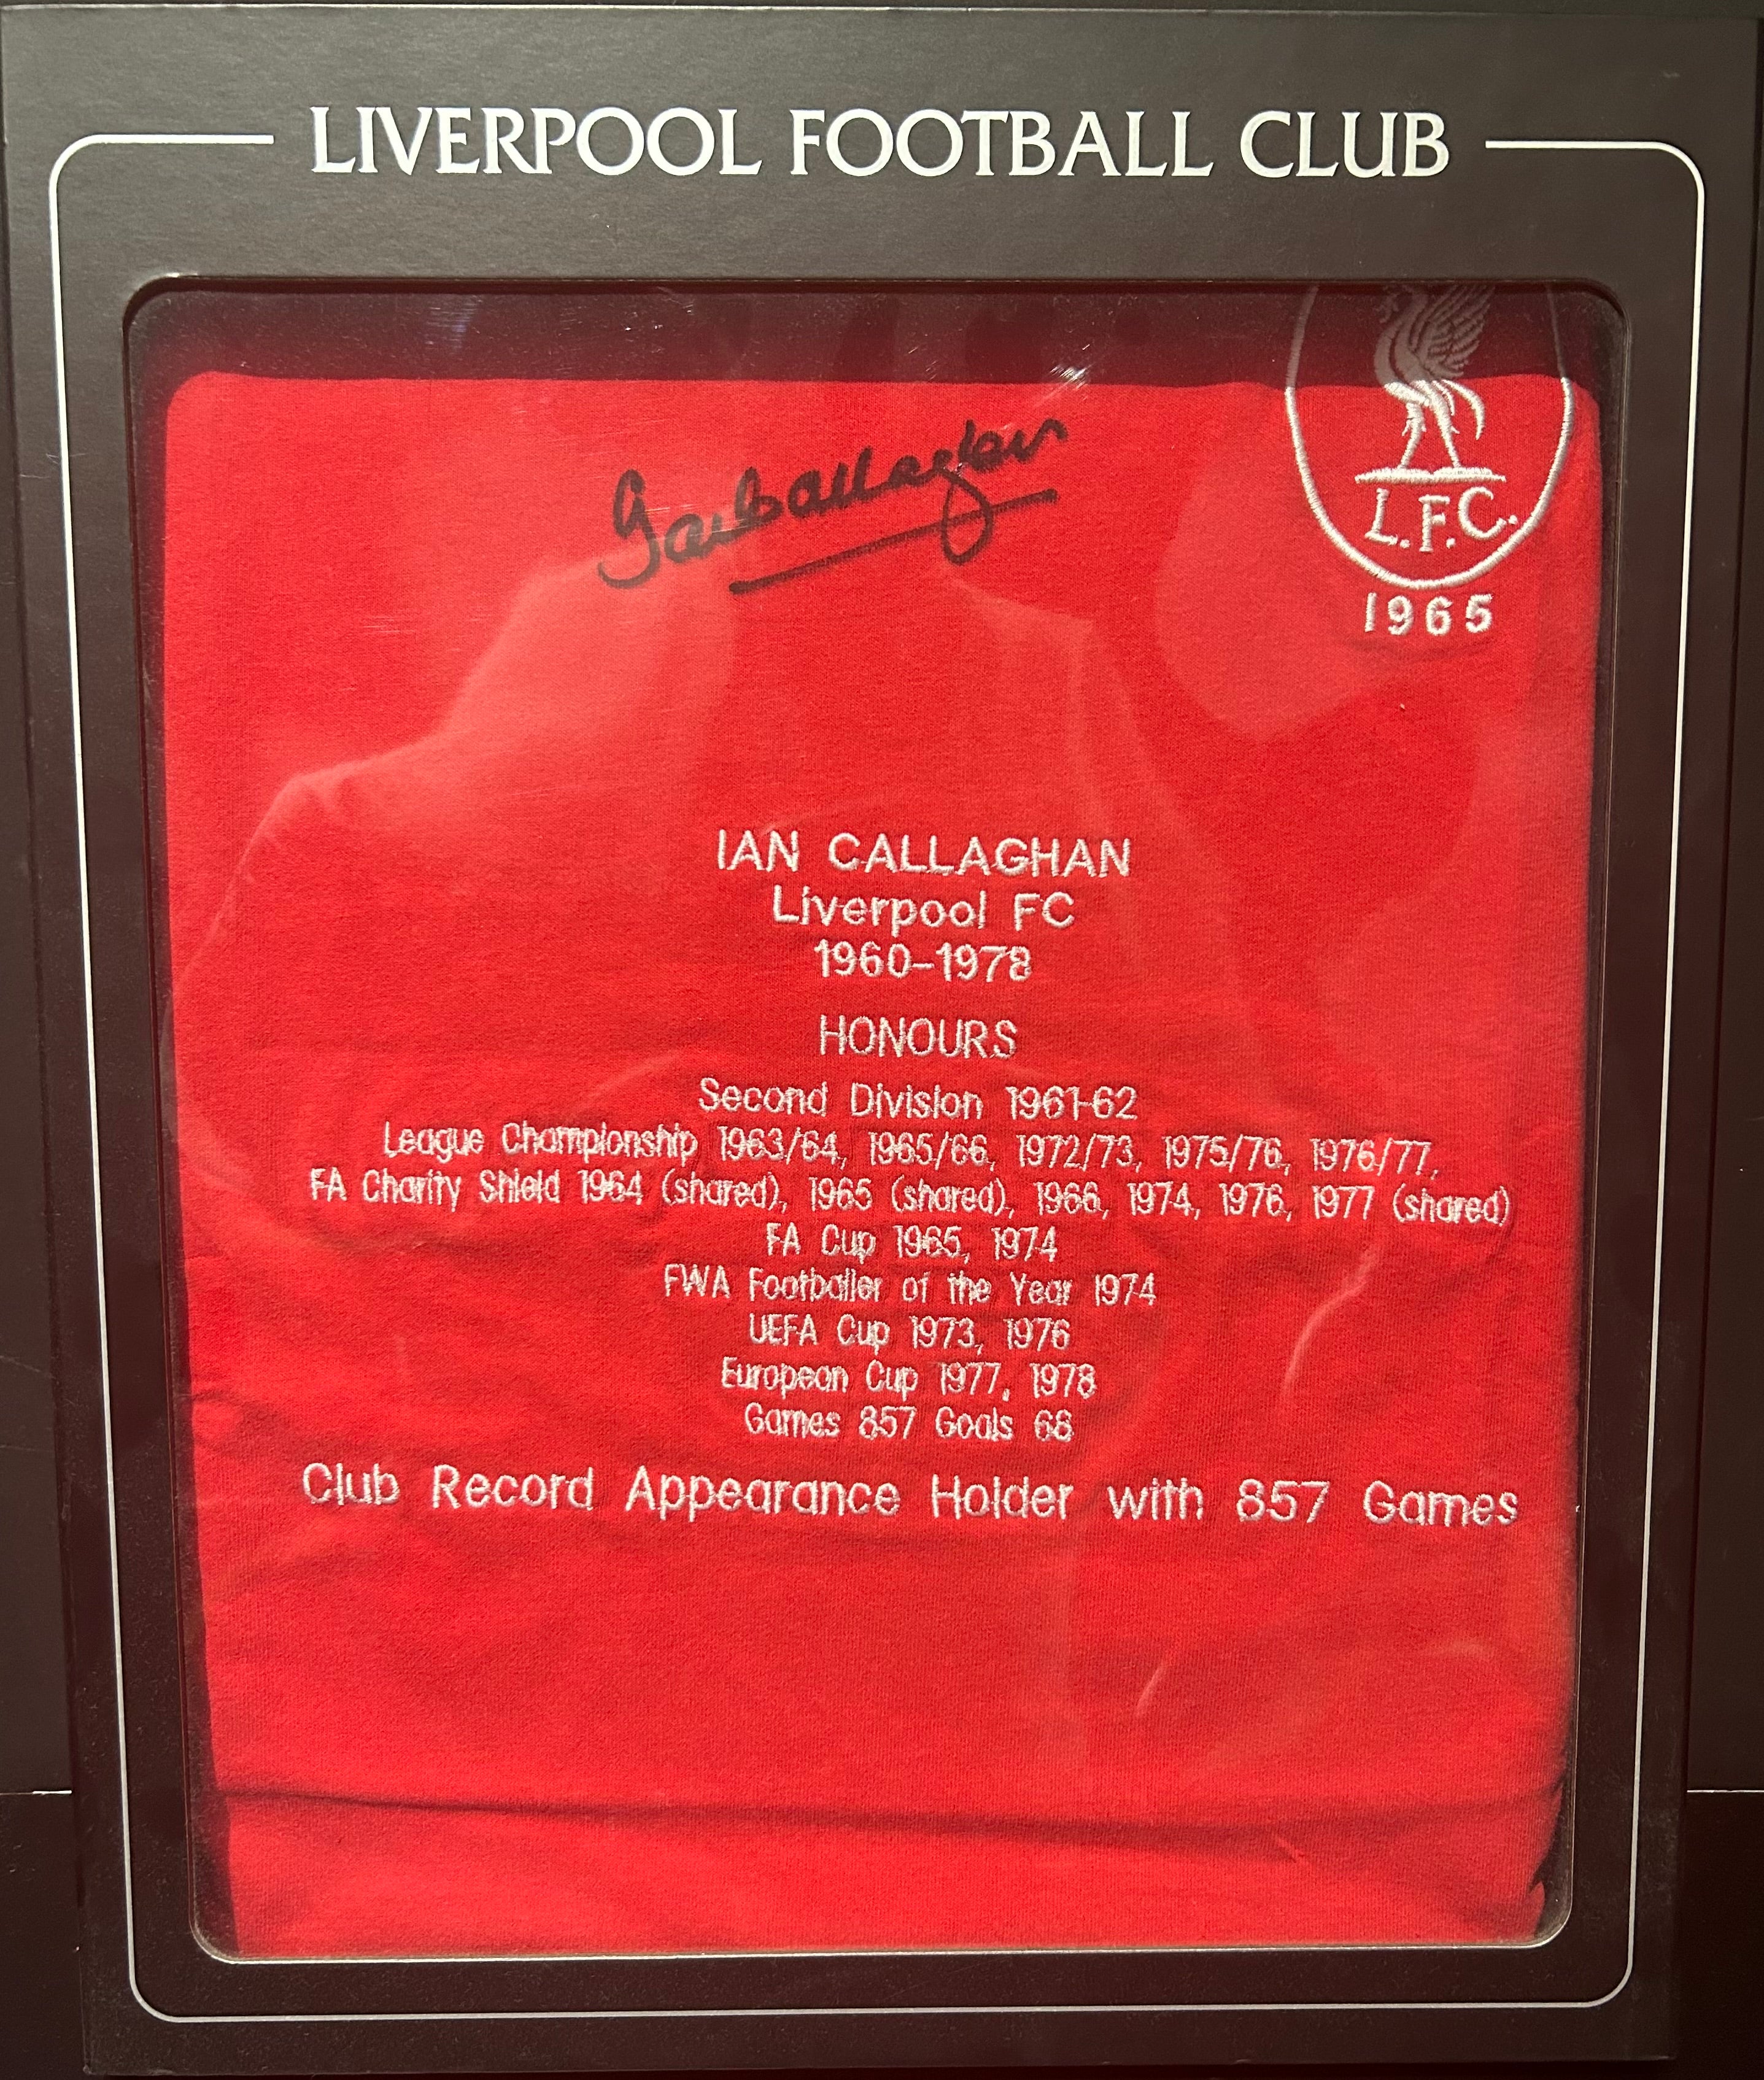 LIVERPOOL FOOTBALL CLUB
Ian Callaghan
L.F.C.
1965
IAN CALLAGHAN
Liverpool FC
1960-1978
HONOURS
Second Division 1961-62
League Championship 1963/64, 1965/66, 1972/73, 1975/76, 1976/77,
FA Charity Shield 1964 (shared), 1965 (shared), 1966, 1974, 1976, 1977 (shared)
FA Cup 1965, 1974
FWA Footballer of the Year 1974
UEFA Cup 1973, 1976
European Cup 1977, 1978
Games 857 Goals 68
Club Record Appearance Holder with 857 Games